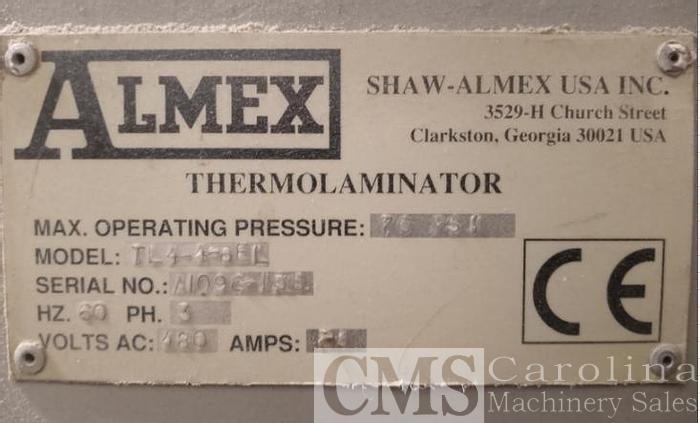 ALMEX
SHAW-ALMEX USA INC.
3529-H Church Street
Clarkston, Georgia 30021 USA
THERMOLAMINATOR
MAX. OPERATING PRESSURE: PSI
MODEL:
SERIAL NO.:
HZ. 60 PH. 3
VOLTS AC: 480 AMPS:
CE
CMS Carolina
Machinery Sales